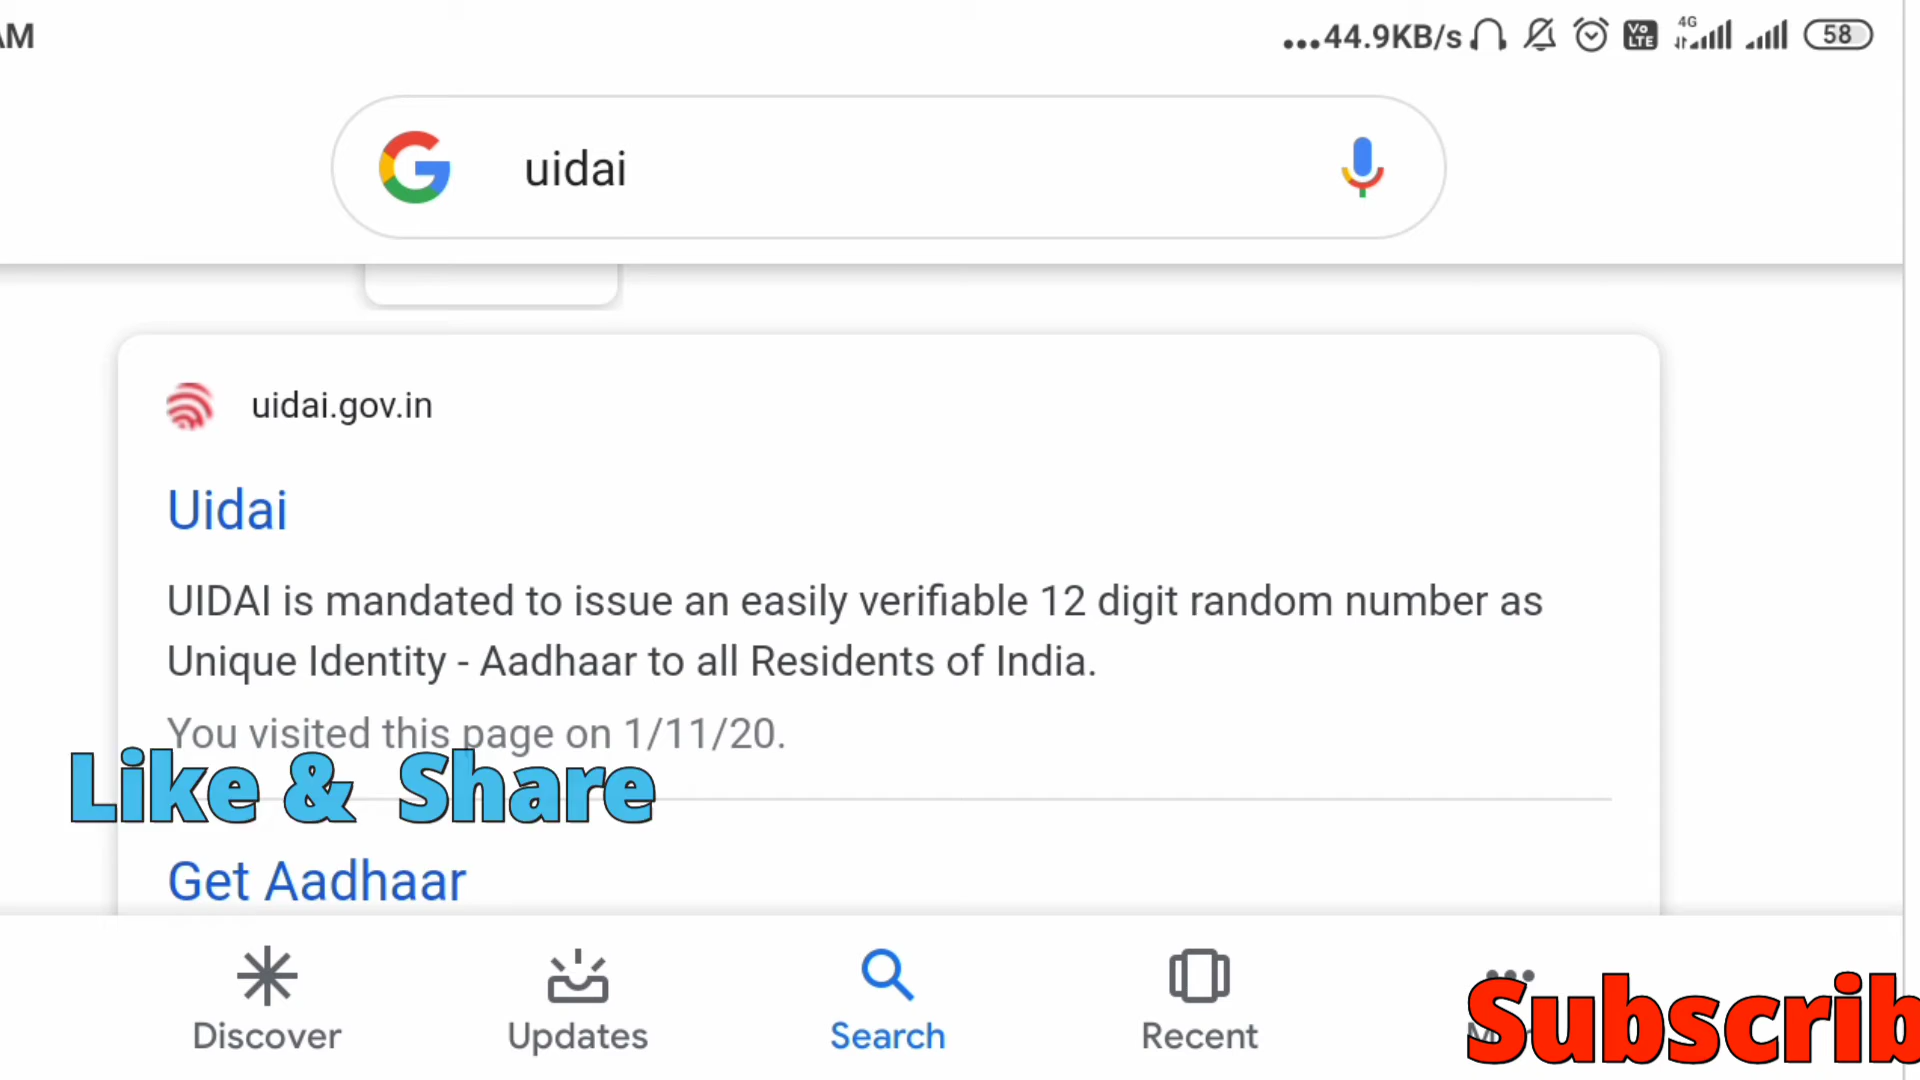 AM ...44.9KB/s Vo LTE 4G 58
uidai
uidai.gov.in
Uidai
UIDAI is mandated to issue an easily verifiable 12 digit random number as
Unique Identity - Aadhaar to all Residents of India.
You visited this page on 1/11/20.
Like & Share
Get Aadhaar
Discover Updates Search Recent
Subscrib